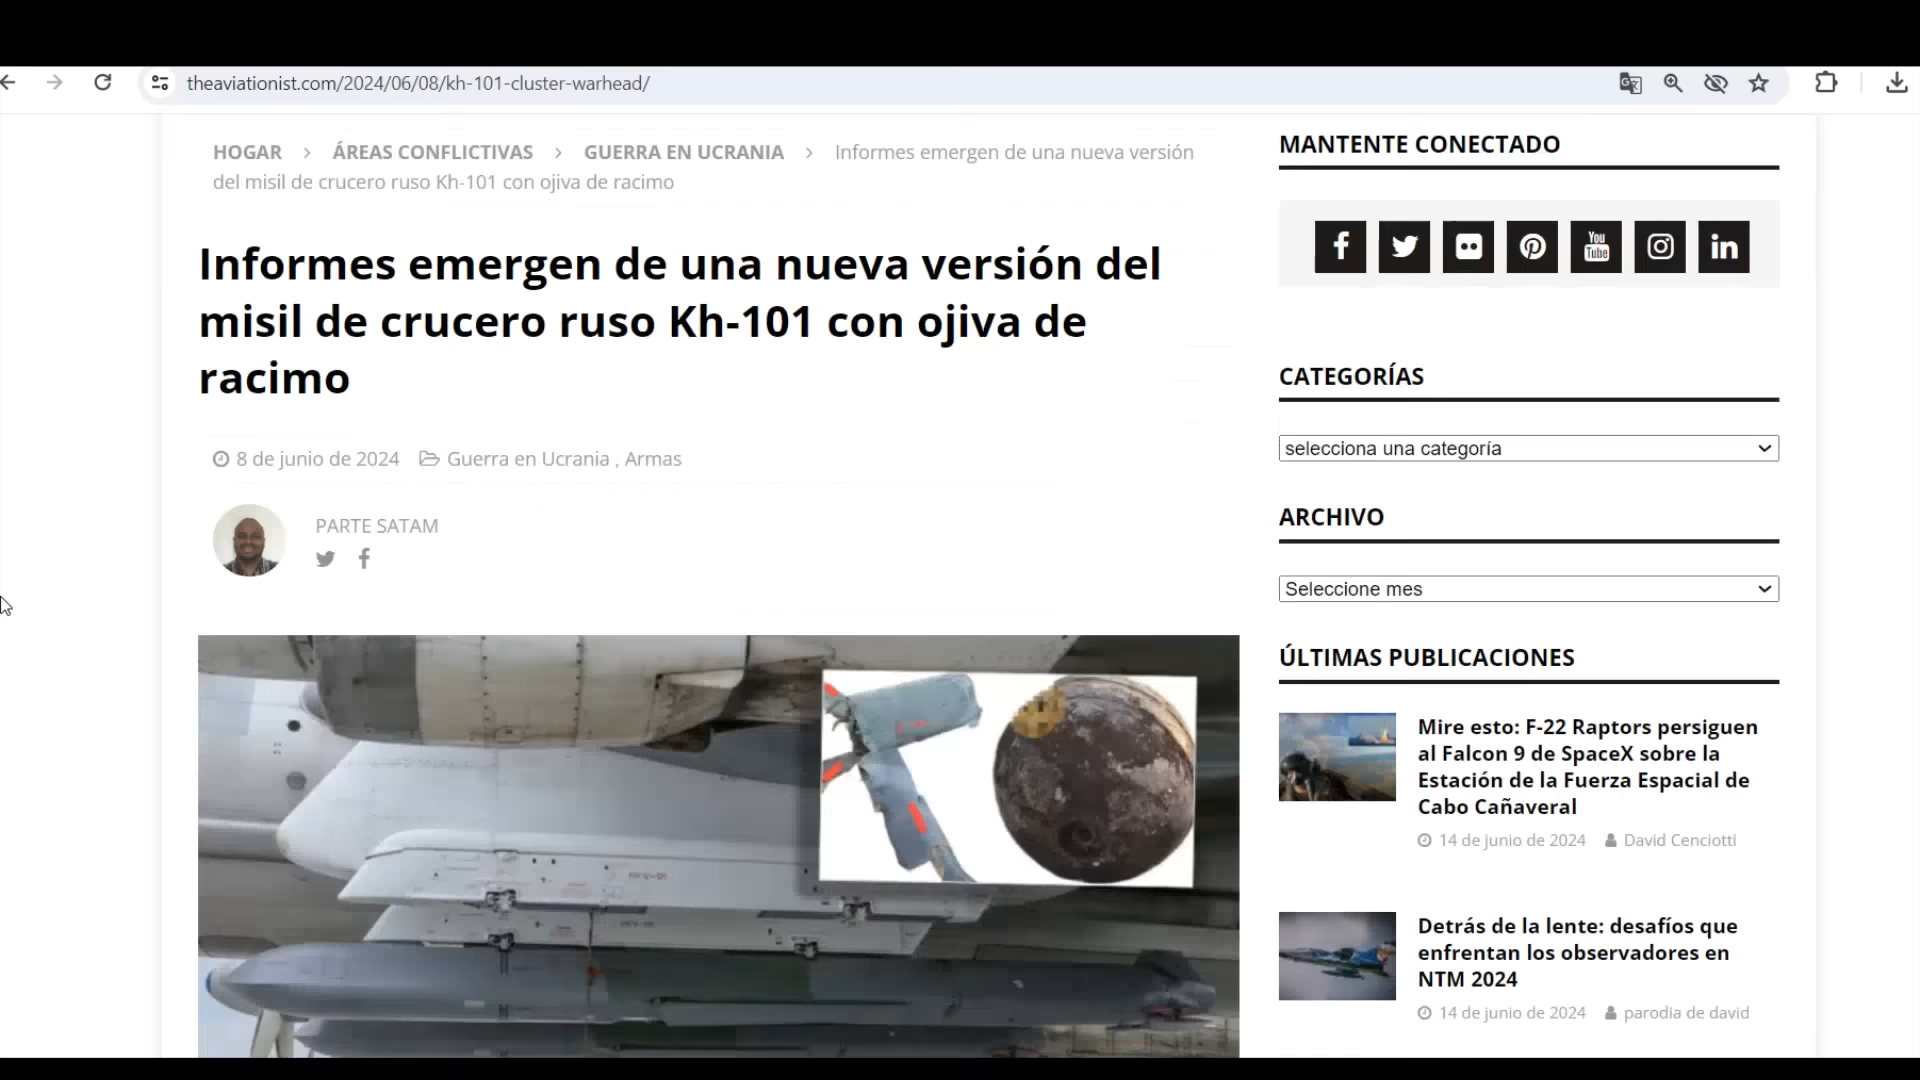 theaviationist.com/2024/06/08/kh-101-cluster-warhead/
HOGAR > ÁREAS CONFLICTIVAS > GUERRA EN UCRANIA > Informes emergen de una nueva versión
del misil de crucero ruso Kh-101 con ojiva de racimo
Informes emergen de una nueva versión del
misil de crucero ruso Kh-101 con ojiva de
racimo
8 de junio de 2024 Guerra en Ucrania , Armas
PARTE SATAM
MANTENTE CONECTADO
You
Tube
CATEGORÍAS
selecciona una categoría
ARCHIVO
Seleccione mes
ÚLTIMAS PUBLICACIONES
Mire esto: F-22 Raptors persiguen
al Falcon 9 de SpaceX sobre la
Estación de la Fuerza Espacial de
Cabo Cañaveral
14 de junio de 2024 David Cenciotti
Detrás de la lente: desafíos que
enfrentan los observadores en
NTM 2024
14 de junio de 2024 parodia de david